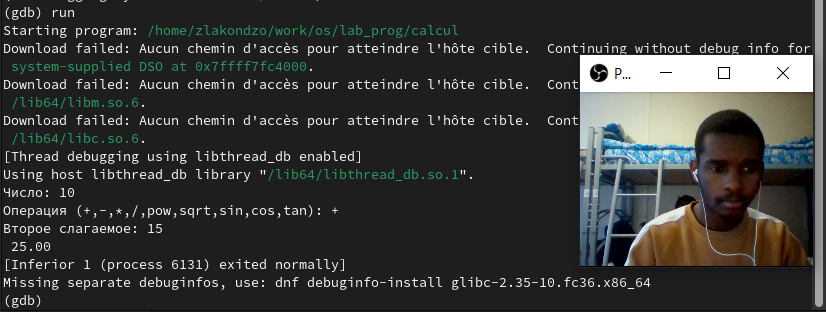 (gdb) run
Starting program: /home/zlakondzo/work/os/lab_prog/calcul
Download failed: Aucun chemin d'accès pour atteindre l'hôte cible.  Continuing without debug info for
 system-supplied DSO at 0x7ffff7fc4000.
Download failed: Aucun chemin d'accès pour atteindre l'hôte cible.  Cont
 /lib64/libm.so.6.
Download failed: Aucun chemin d'accès pour atteindre l'hôte cible.  Cont
 /lib64/libc.so.6.
[Thread debugging using libthread_db enabled]
Using host libthread_db library "/lib64/libthread_db.so.1".
Число: 10
Операция (+,-,*,/,pow,sqrt,sin,cos,tan): +
Второе слагаемое: 15
 25.00
[Inferior 1 (process 6131) exited normally]
Missing separate debuginfos, use: dnf debuginfo-install glibc-2.35-10.fc36.x86_64
(gdb)
P...